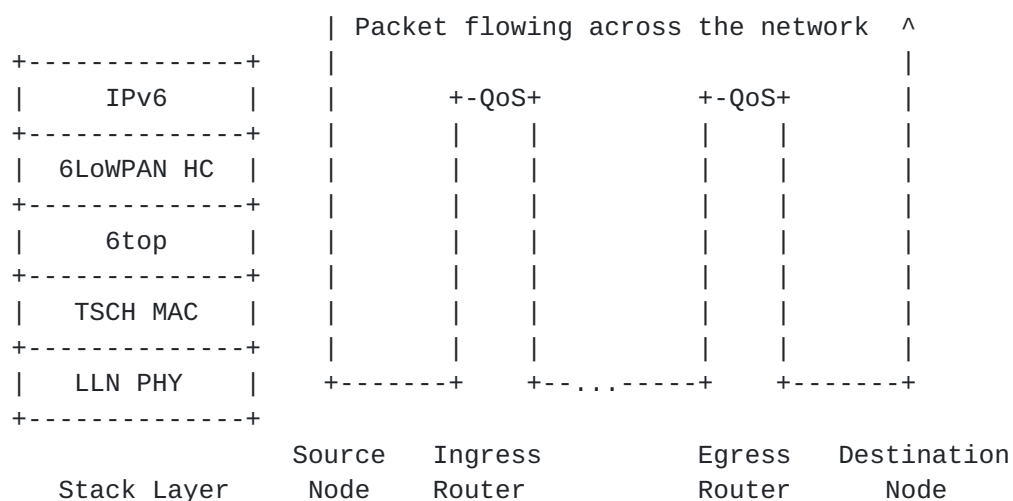 | Packet flowing across the network  ^
+--------------+    |                                    |
|     IPv6     |    |       +-QoS+          +-QoS+       |
+--------------+    |       |    |          |    |       |
|  6LoWPAN HC  |    |       |    |          |    |       |
+--------------+    |       |    |          |    |       |
|     6top     |    |       |    |          |    |       |
+--------------+    |       |    |          |    |       |
|   TSCH MAC   |    |       |    |          |    |       |
+--------------+    |       |    |          |    |       |
|   LLN PHY    |    +-------+    +--...-----+    +-------+
+--------------+
                  Source   Ingress          Egress   Destination
   Stack Layer     Node    Router           Router      Node